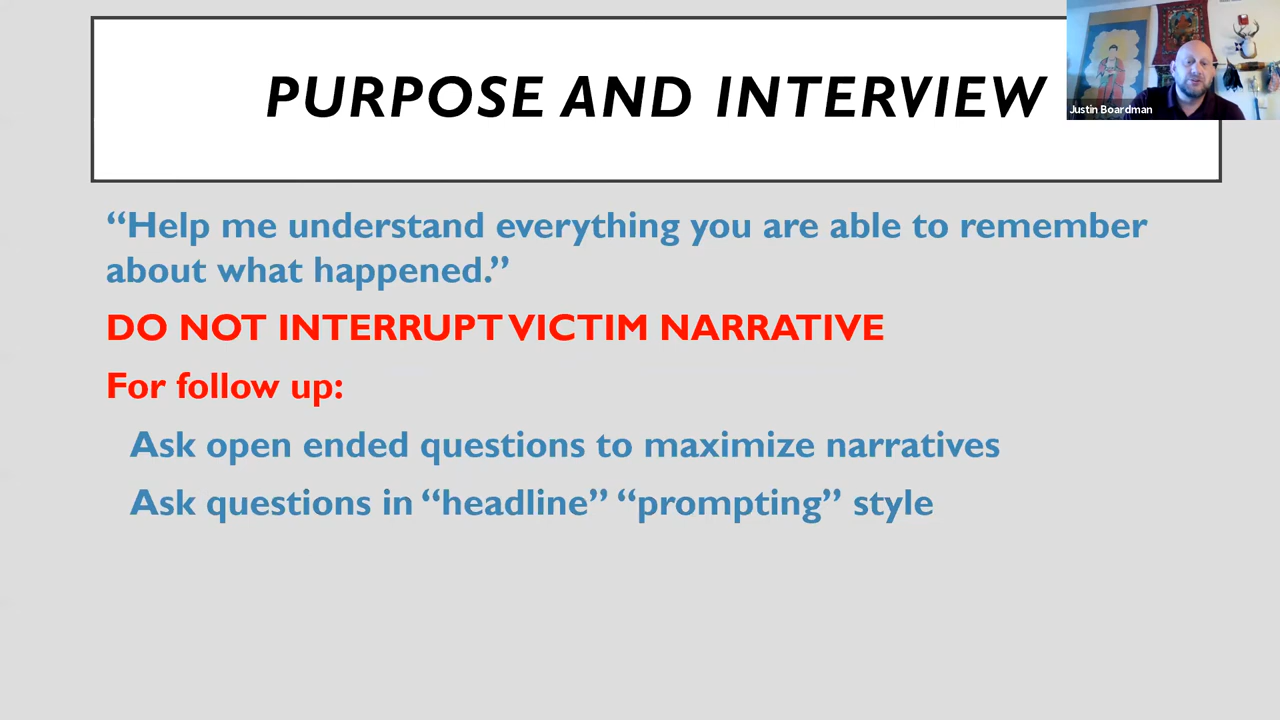 PURPOSE AND INTERVIEW
Justin Boardman
“Help me understand everything you are able to remember
about what happened.”
DO NOT INTERRUPT VICTIM NARRATIVE
For follow up:
Ask open ended questions to maximize narratives
Ask questions in “headline” “prompting” style